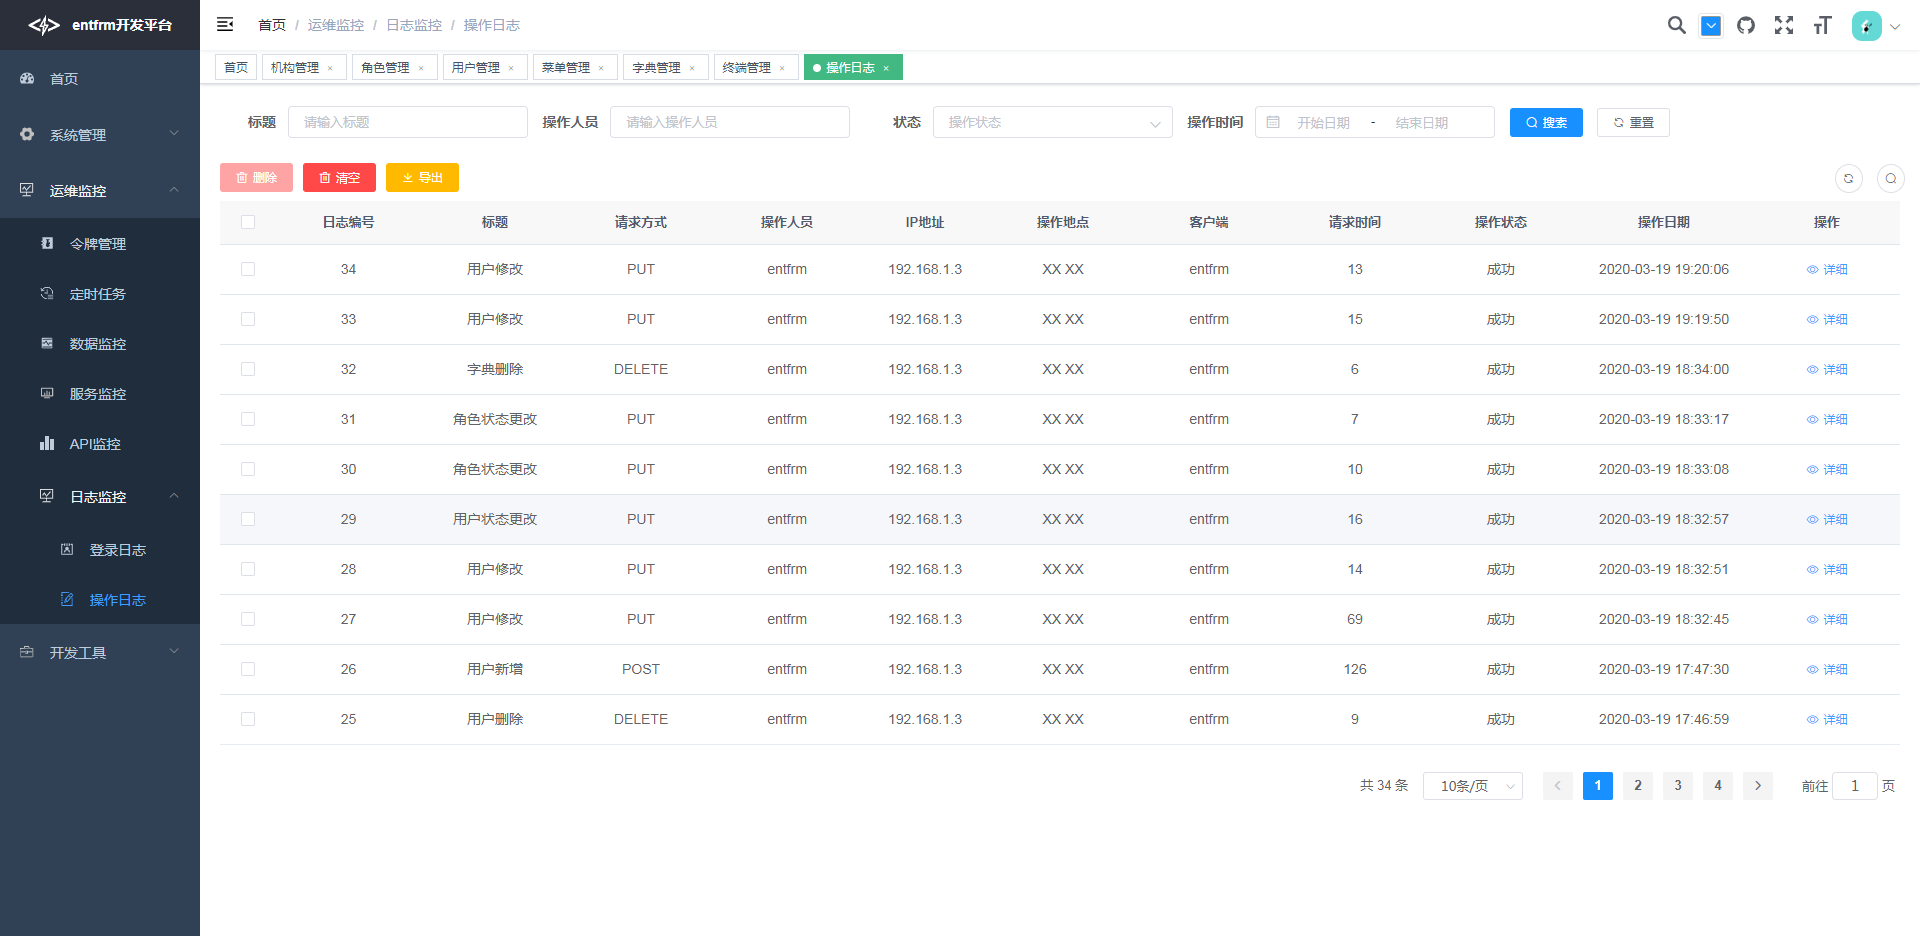 entfrm开发平台
首页
系统管理
运维监控
令牌管理
定时任务
数据监控
服务监控
API监控
日志监控
登录日志
操作日志
开发工具
首页 / 运维监控 / 日志监控 / 操作日志
首页 机构管理 × 角色管理 × 用户管理 × 菜单管理 × 字典管理 × 终端管理 × 操作日志 ×
标题 请输入标题 操作人员 请输入操作人员 状态 操作状态 操作时间 开始日期 - 结束日期 搜索 重置
删除 清空 导出
日志编号 标题 请求方式 操作人员 IP地址 操作地点 客户端 请求时间 操作状态 操作日期 操作
34 用户修改 PUT entfrm 192.168.1.3 XX XX entfrm 13 成功 2020-03-19 19:20:06 详细
33 用户修改 PUT entfrm 192.168.1.3 XX XX entfrm 15 成功 2020-03-19 19:19:50 详细
32 字典删除 DELETE entfrm 192.168.1.3 XX XX entfrm 6 成功 2020-03-19 18:34:00 详细
31 角色状态更改 PUT entfrm 192.168.1.3 XX XX entfrm 7 成功 2020-03-19 18:33:17 详细
30 角色状态更改 PUT entfrm 192.168.1.3 XX XX entfrm 10 成功 2020-03-19 18:33:08 详细
29 用户状态更改 PUT entfrm 192.168.1.3 XX XX entfrm 16 成功 2020-03-19 18:32:57 详细
28 用户修改 PUT entfrm 192.168.1.3 XX XX entfrm 14 成功 2020-03-19 18:32:51 详细
27 用户修改 PUT entfrm 192.168.1.3 XX XX entfrm 69 成功 2020-03-19 18:32:45 详细
26 用户新增 POST entfrm 192.168.1.3 XX XX entfrm 126 成功 2020-03-19 17:47:30 详细
25 用户删除 DELETE entfrm 192.168.1.3 XX XX entfrm 9 成功 2020-03-19 17:46:59 详细
共 34 条 10条/页 1 2 3 4 前往 1 页